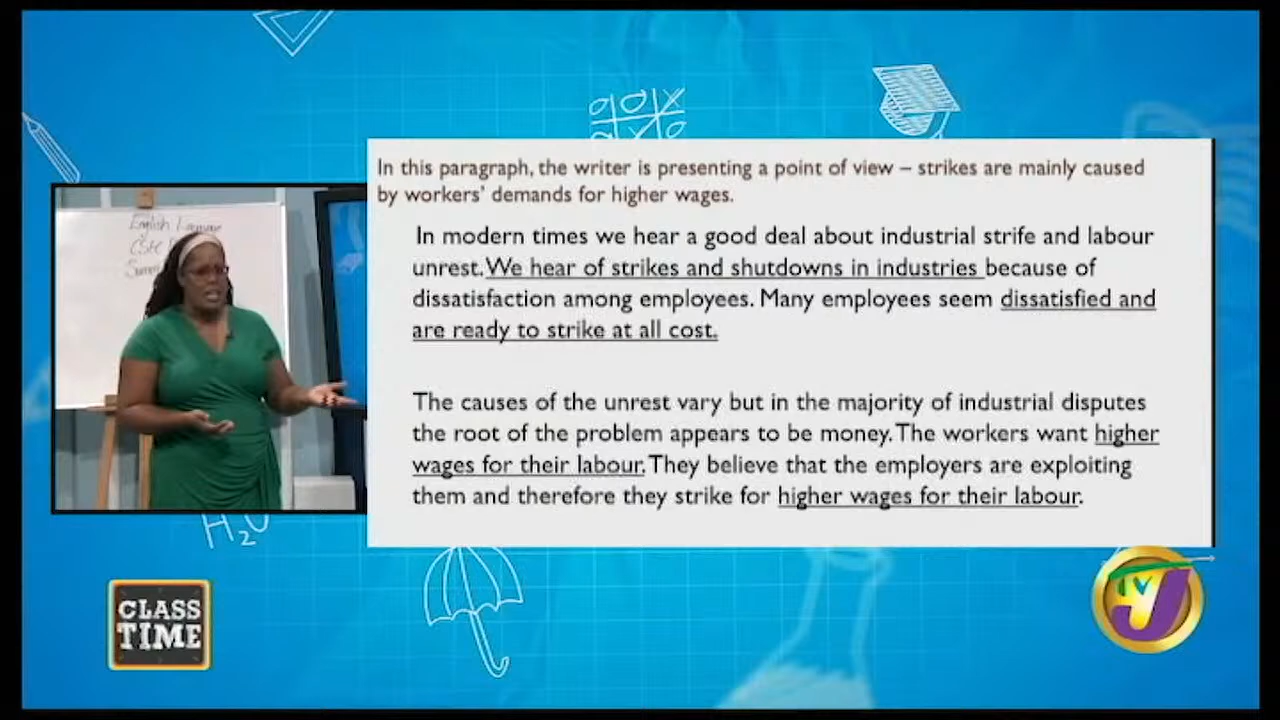 In this paragraph, the writer is presenting a point of view – strikes are mainly caused
by workers' demands for higher wages.
In modern times we hear a good deal about industrial strife and labour
unrest. We hear of strikes and shutdowns in industries because of
dissatisfaction among employees. Many employees seem dissatisfied and
are ready to strike at all cost.
The causes of the unrest vary but in the majority of industrial disputes
the root of the problem appears to be money. The workers want higher
wages for their labour. They believe that the employers are exploiting
them and therefore they strike for higher wages for their labour.
English
CSEC
H₂O
CLASS
TIME
TVJ